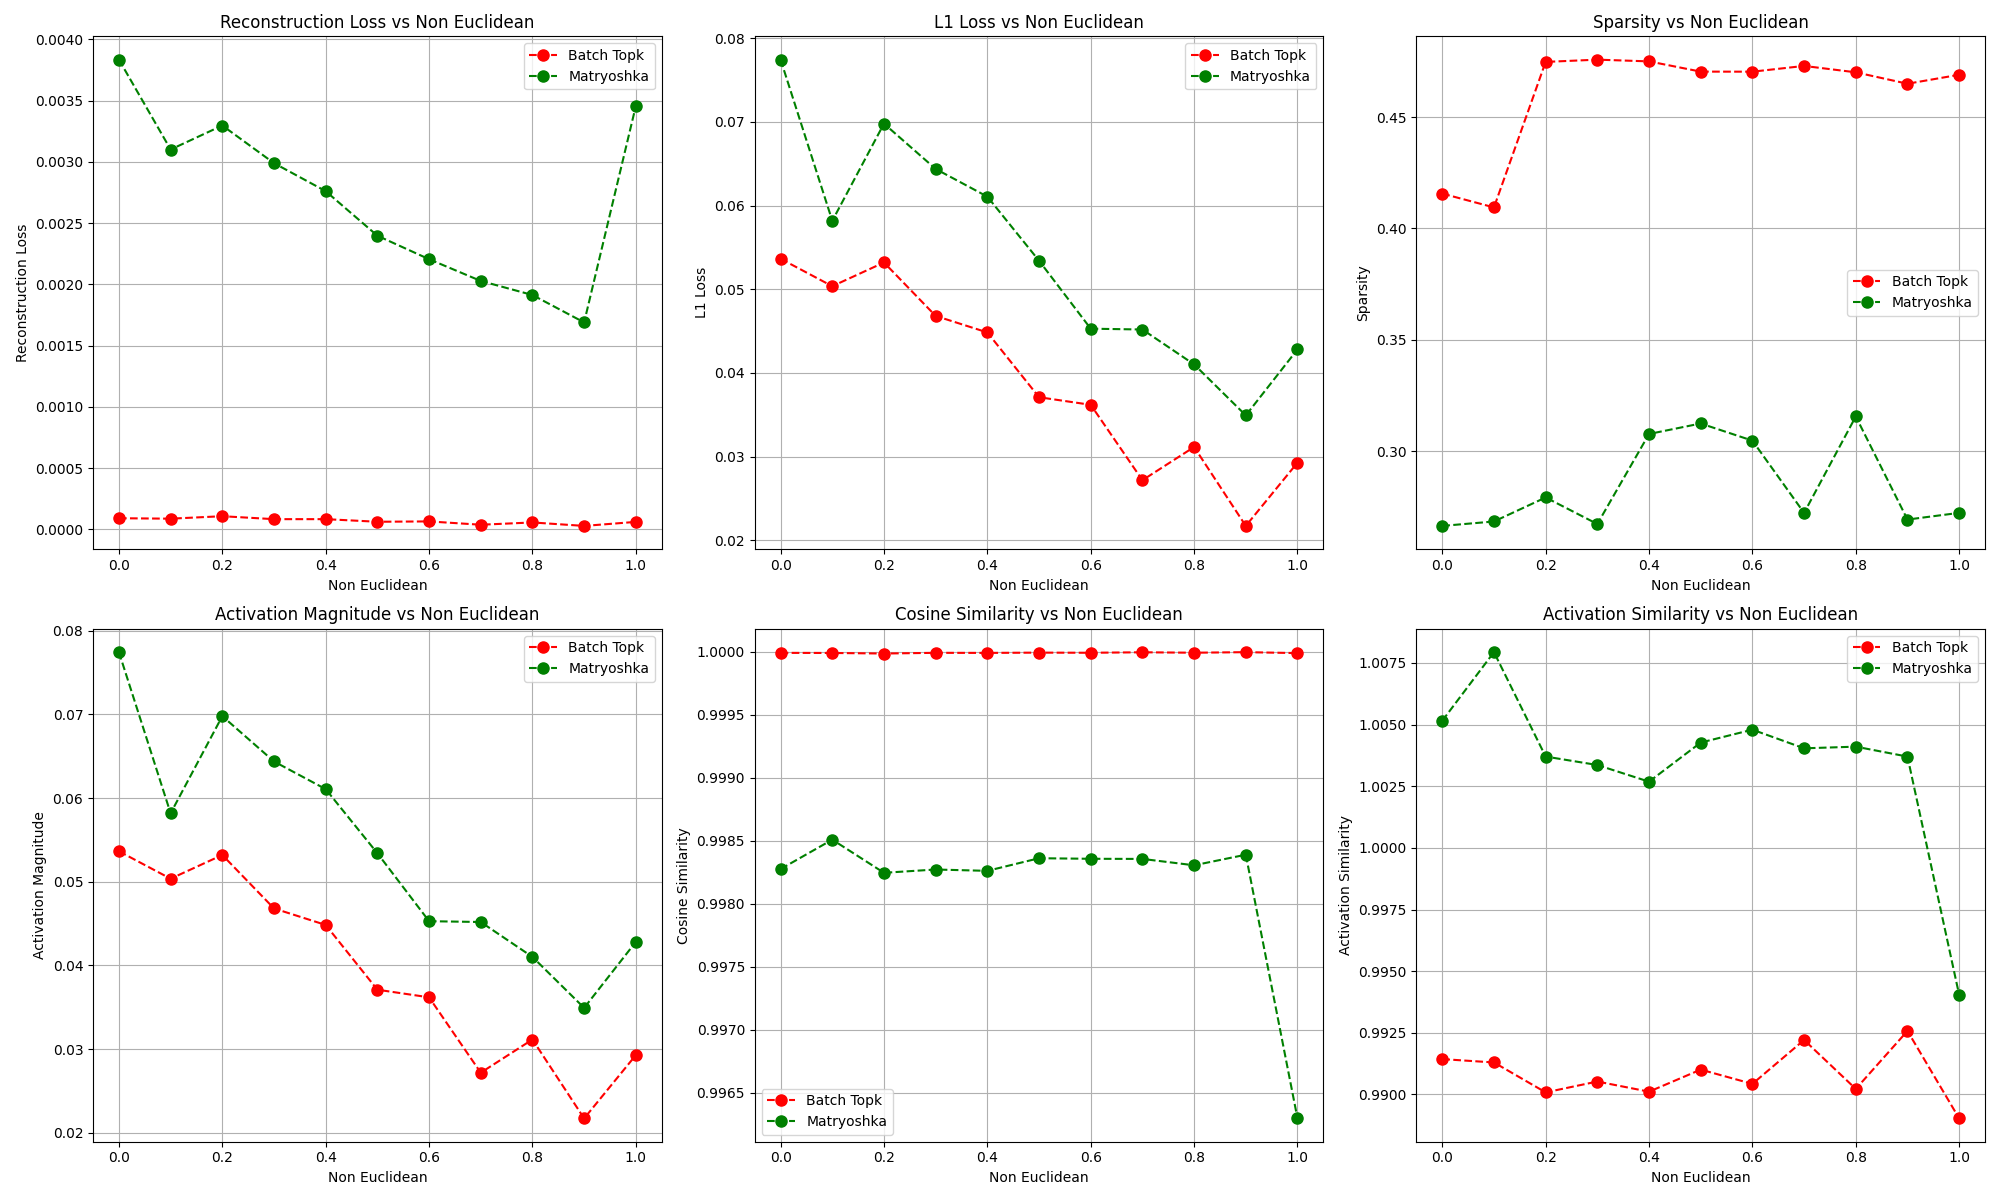 Reconstruction Loss vs Non Euclidean
Reconstruction Loss
0.0040
0.0035
0.0030
0.0025
0.0020
0.0015
0.0010
0.0005
0.0000
Batch Topk
Matryoshka
0.0 0.2 0.4 0.6 0.8 1.0
Non Euclidean
L1 Loss vs Non Euclidean
L1 Loss
0.08
0.07
0.06
0.05
0.04
0.03
0.02
Batch Topk
Matryoshka
0.0 0.2 0.4 0.6 0.8 1.0
Non Euclidean
Sparsity vs Non Euclidean
Sparsity
0.45
0.40
0.35
0.30
Batch Topk
Matryoshka
0.0 0.2 0.4 0.6 0.8 1.0
Non Euclidean
Activation Magnitude vs Non Euclidean
Activation Magnitude
0.08
0.07
0.06
0.05
0.04
0.03
0.02
Batch Topk
Matryoshka
0.0 0.2 0.4 0.6 0.8 1.0
Non Euclidean
Cosine Similarity vs Non Euclidean
Cosine Similarity
1.0000
0.9995
0.9990
0.9985
0.9980
0.9975
0.9970
0.9965
Batch Topk
Matryoshka
0.0 0.2 0.4 0.6 0.8 1.0
Non Euclidean
Activation Similarity vs Non Euclidean
Activation Similarity
1.0075
1.0050
1.0025
1.0000
0.9975
0.9950
0.9925
0.9900
Batch Topk
Matryoshka
0.0 0.2 0.4 0.6 0.8 1.0
Non Euclidean